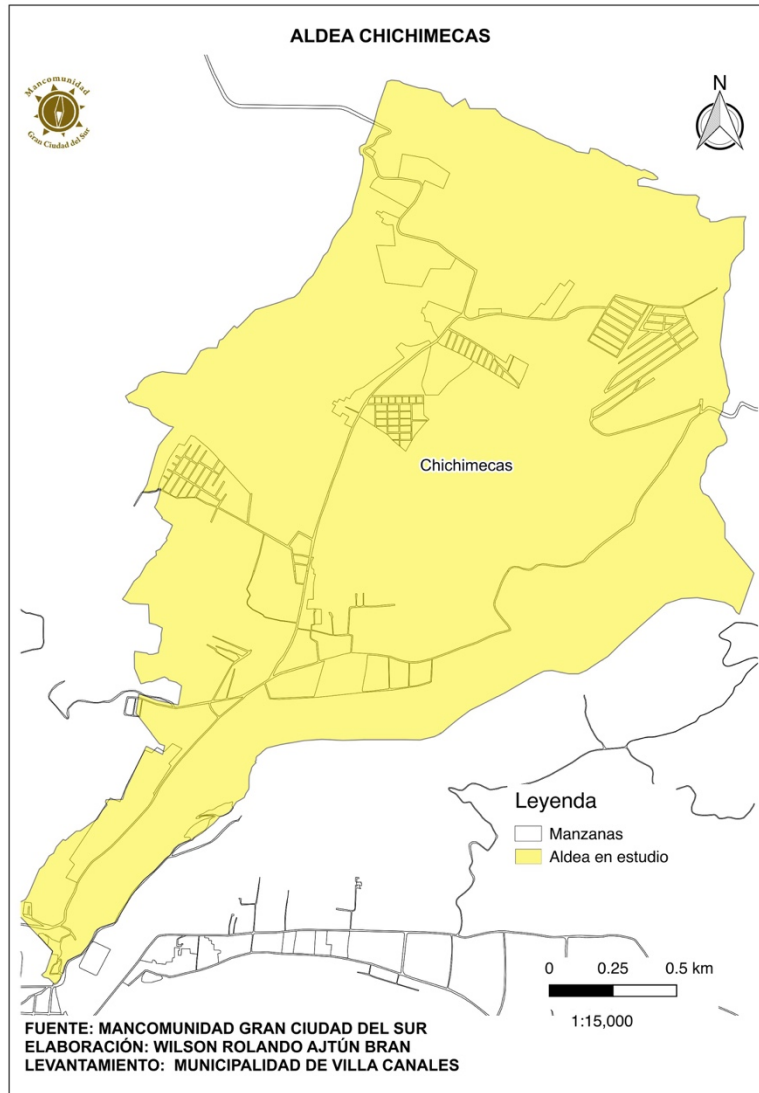 ALDEA CHICHIMECAS
Mancomunidad
Gran Ciudad del Sur
N
Chichimecas
Leyenda
Manzanas
Aldea en estudio
0 0.25 0.5 km
1:15,000
FUENTE: MANCOMUNIDAD GRAN CIUDAD DEL SUR
ELABORACIÓN: WILSON ROLANDO AJTÚN BRAN
LEVANTAMIENTO: MUNICIPALIDAD DE VILLA CANALES